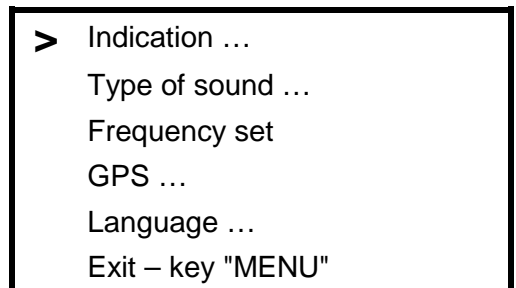 > Indication …
Type of sound …
Frequency set
GPS …
Language …
Exit – key "MENU"